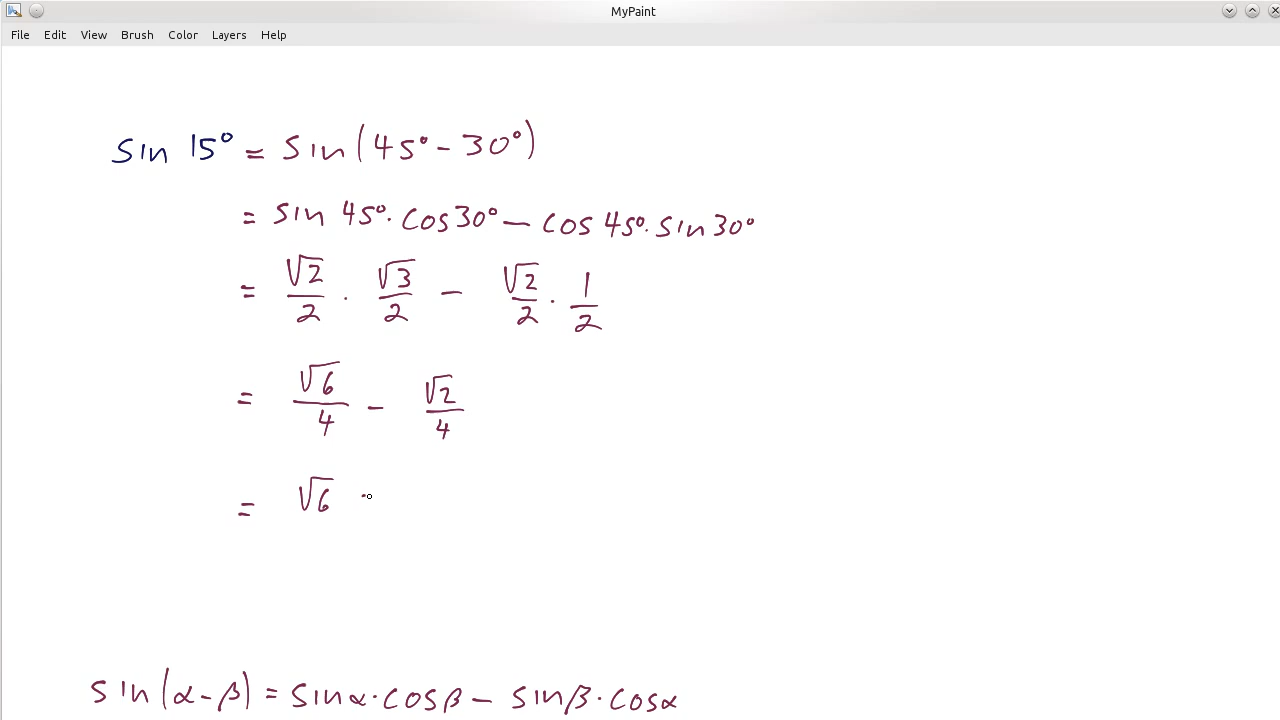 MyPaint
File Edit View Brush Color Layers Help
sin 15° = sin(45° - 30°)
= sin 45° · cos 30° - cos 45° · sin 30°
= √2/2 · √3/2 - √2/2 · 1/2
= √6/4 - √2/4
= √6 -
sin(α-β) = sinα · cosβ - sinβ · cosα